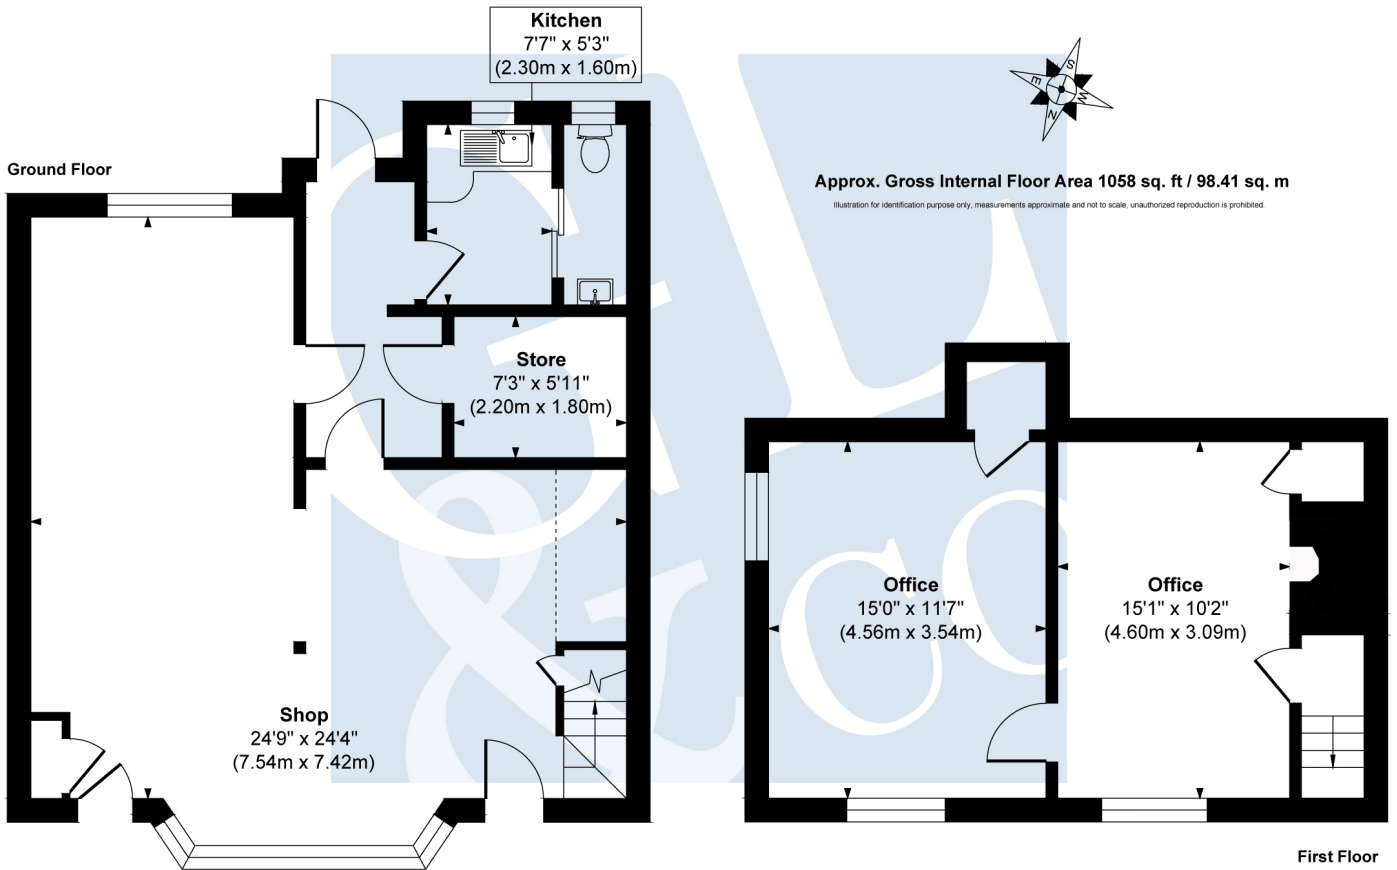 Kitchen
7'7" x 5'3"
(2.30m x 1.60m)
S
E
W
N
Ground Floor
Approx. Gross Internal Floor Area 1058 sq. ft / 98.41 sq. m
Illustration for identification purpose only, measurements approximate and not to scale, unauthorized reproduction is prohibited.
Store
7'3" x 5'11"
(2.20m x 1.80m)
Office
15'0" x 11'7"
(4.56m x 3.54m)
Office
15'1" x 10'2"
(4.60m x 3.09m)
Shop
24'9" x 24'4"
(7.54m x 7.42m)
First Floor
GL
&CO